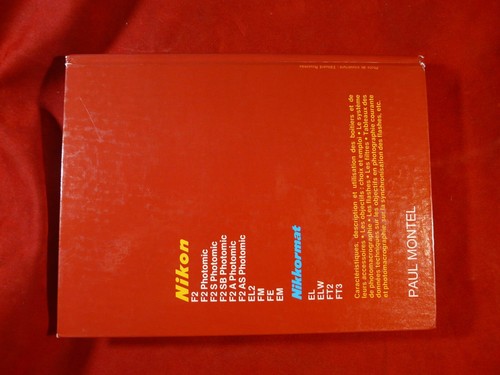 Nikon
F2
F2 Photomic
F2 S Photomic
F2 SB Photomic
F2 A Photomic
F2 AS Photomic
EL2
FM
FE
EM
Nikkormat
EL
ELW
FT2
FT3
Caractéristiques, description et utilisation des boîtiers et de
leurs accessoires • Les objectifs : choix et emploi • Le système
de photomacrographie • Les flashes • Les filtres • Tableaux des
données techniques sur les objectifs en photographie courante
et photomacrographie, sur la synchronisation des flashes, etc.
PAUL MONTEL